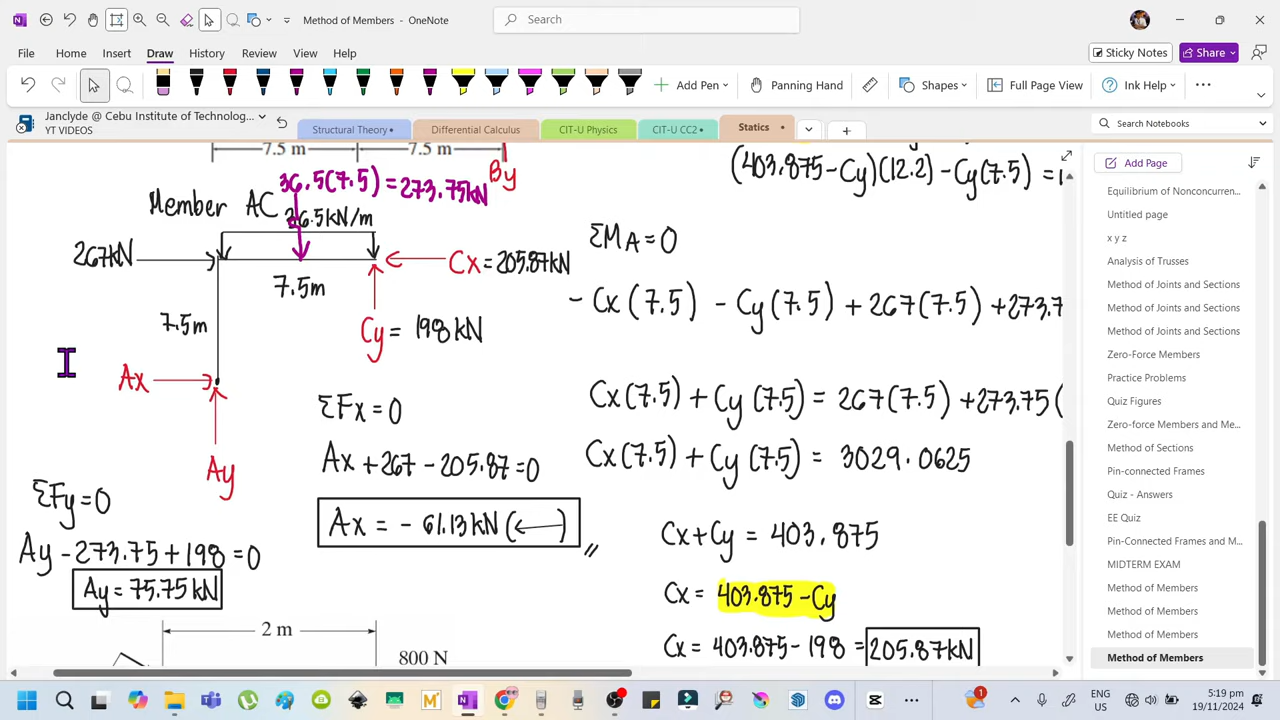 Method of Members - OneNote
Search
File Home Insert Draw History Review View Help
Sticky Notes Share
Add Pen Panning Hand Shapes Full Page View Ink Help
Janclyde @ Cebu Institute of Technolog...
YT VIDEOS
Structural Theory Differential Calculus CIT-U Physics CIT-U CC2 Statics
Search Notebooks
Add Page
Equilibrium of Nonconcurren...
Untitled page
x y z
Analysis of Trusses
Method of Joints and Sections
Method of Joints and Sections
Method of Joints and Sections
Zero-Force Members
Practice Problems
Quiz Figures
Zero-force Members and Me...
Method of Sections
Pin-connected Frames
Quiz - Answers
EE Quiz
Pin-Connected Frames and M...
MIDTERM EXAM
Method of Members
Method of Members
Method of Members
Method of Members
7.5 m 7.5 m
By
36.5(7.5) = 273.75kN
Member AC
36.5kN/m
267kN
Cx = 205.87kN
7.5m
7.5m
Cy = 198 kN
Ax
Ay
ΣFx = 0
Ax + 267 - 205.87 = 0
Ax = - 61.13kN (←) //
ΣFy = 0
Ay - 273.75 + 198 = 0
Ay = 75.75 kN
2 m
800 N
(403.875 - Cy)(12.2) - Cy(7.5) =
ΣMA = 0
- Cx (7.5) - Cy (7.5) + 267(7.5) + 273.7
Cx (7.5) + Cy (7.5) = 267(7.5) + 273.75 (
Cx (7.5) + Cy (7.5) = 3029.0625
Cx + Cy = 403.875
Cx = 403.875 - Cy
Cx = 403.875 - 198 = 205.87kN
ENG
US
5:19 pm
19/11/2024
1